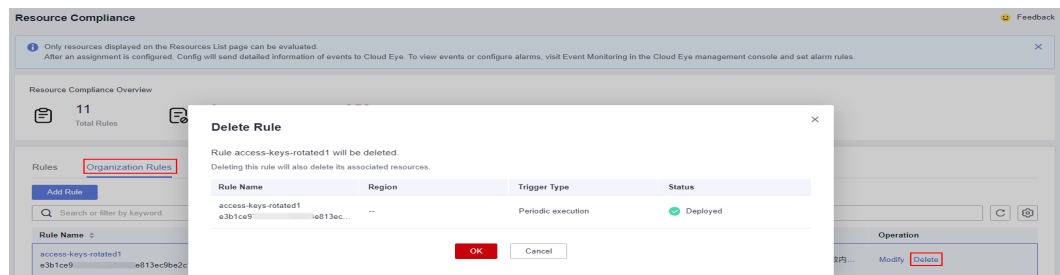 Resource Compliance
Feedback
Only resources displayed on the Resources List page can be evaluated.
After an assignment is configured, Config will send detailed information of events to Cloud Eye. To view events or configure alarms, visit Event Monitoring in the Cloud Eye management console and set alarm rules.
Resource Compliance Overview
11
Total Rules
Delete Rule
Rule access-keys-rotated1 will be deleted.
Deleting this rule will also delete its associated resources.
Rule Name Region Trigger Type Status
access-keys-rotated1
e3b1ce9 e813ec... -- Periodic execution Deployed
OK Cancel
Rules Organization Rules
Add Rule
Search or filter by keyword.
Rule Name Operation
access-keys-rotated1
e3b1ce9 e813ec9be2c
内... Modify Delete